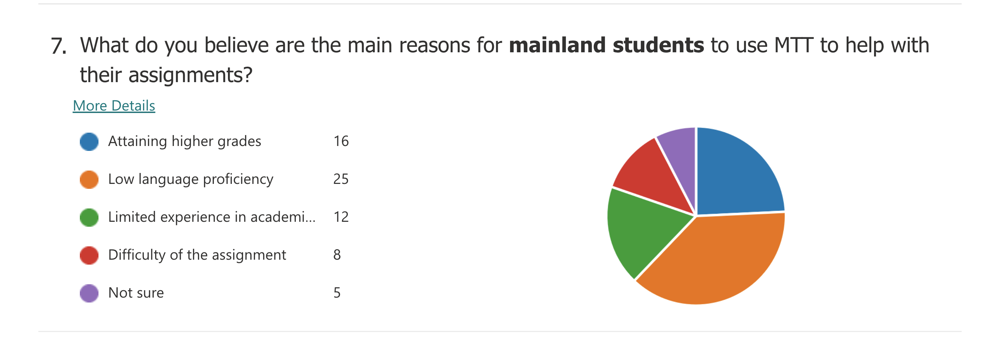 7. What do you believe are the main reasons for mainland students to use MTT to help with
their assignments?
More Details
Attaining higher grades 16
Low language proficiency 25
Limited experience in academi... 12
Difficulty of the assignment 8
Not sure 5